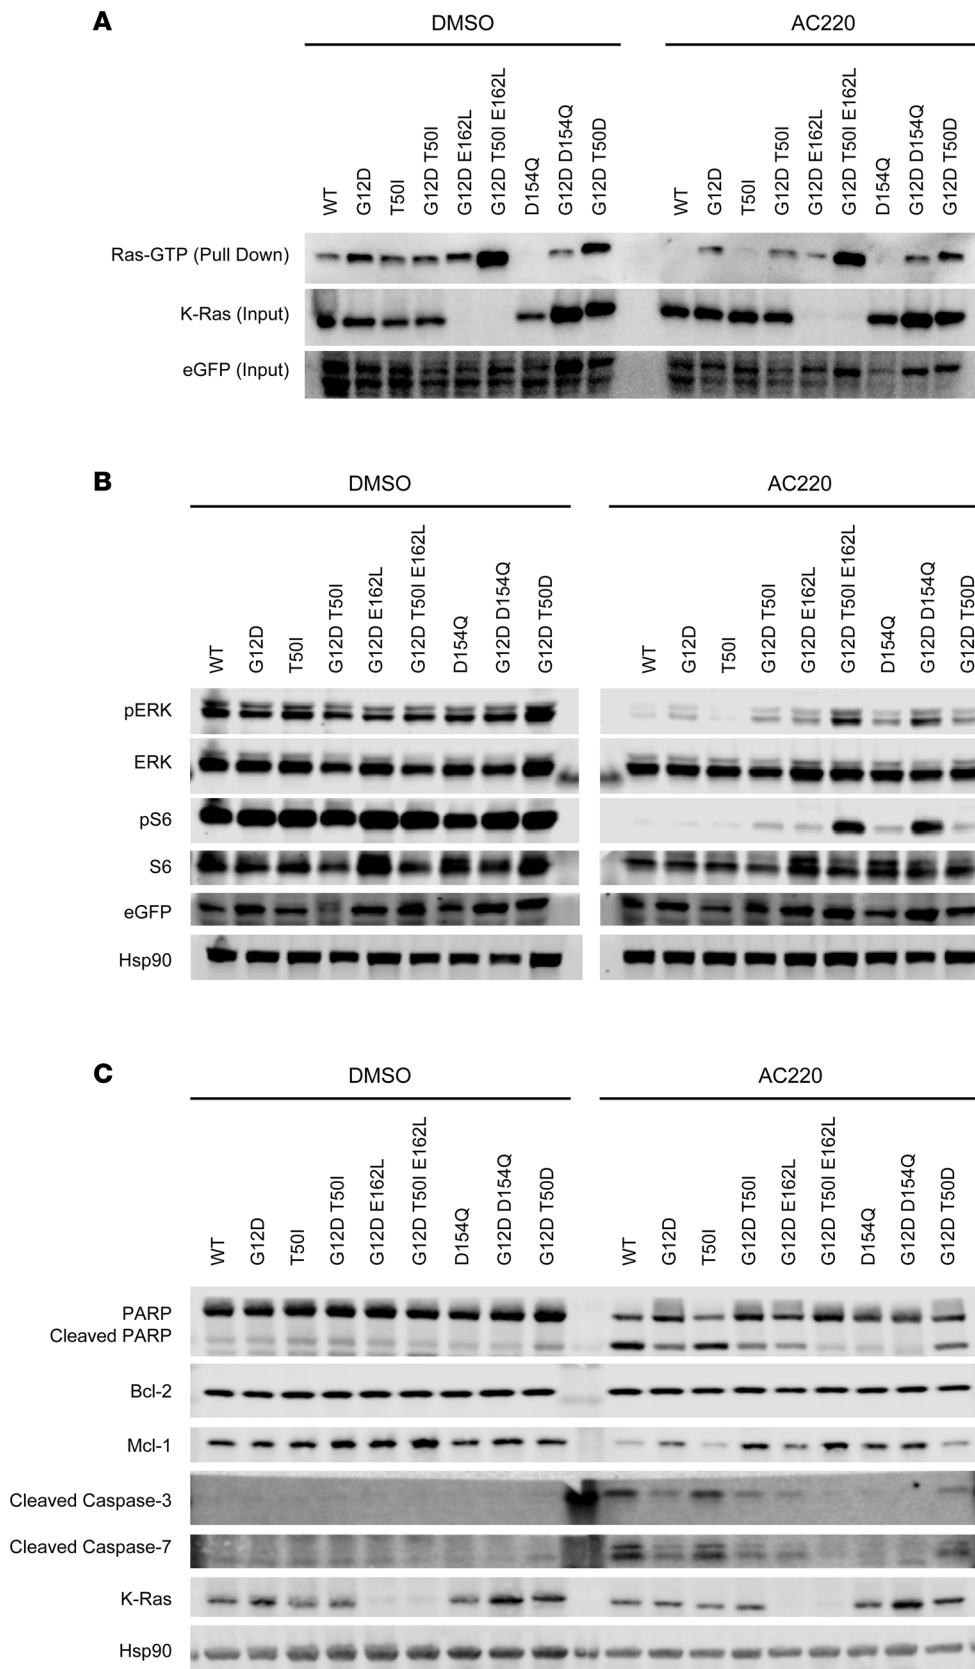 A
DMSO
AC220
WT
G12D
T50I
G12D T50I
G12D E162L
G12D T50I E162L
D154Q
G12D D154Q
G12D T50D
WT
G12D
T50I
G12D T50I
G12D E162L
G12D T50I E162L
D154Q
G12D D154Q
G12D T50D
Ras-GTP (Pull Down)
K-Ras (Input)
eGFP (Input)
B
DMSO
AC220
WT
G12D
T50I
G12D T50I
G12D E162L
G12D T50I E162L
D154Q
G12D D154Q
G12D T50D
WT
G12D
T50I
G12D T50I
G12D E162L
G12D T50I E162L
D154Q
G12D D154Q
G12D T50D
pERK
ERK
pS6
S6
eGFP
Hsp90
C
DMSO
AC220
WT
G12D
T50I
G12D T50I
G12D E162L
G12D T50I E162L
D154Q
G12D D154Q
G12D T50D
WT
G12D
T50I
G12D T50I
G12D E162L
G12D T50I E162L
D154Q
G12D D154Q
G12D T50D
PARP
Cleaved PARP
Bcl-2
Mcl-1
Cleaved Caspase-3
Cleaved Caspase-7
K-Ras
Hsp90